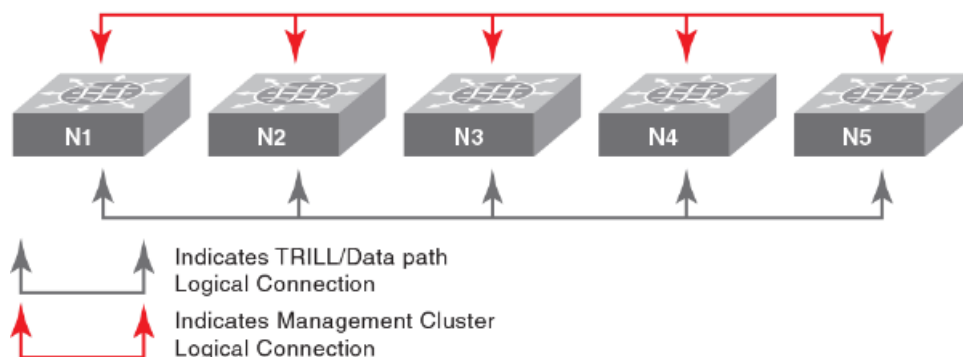 N1 N2 N3 N4 N5
Indicates TRILL/Data path
Logical Connection
Indicates Management Cluster
Logical Connection